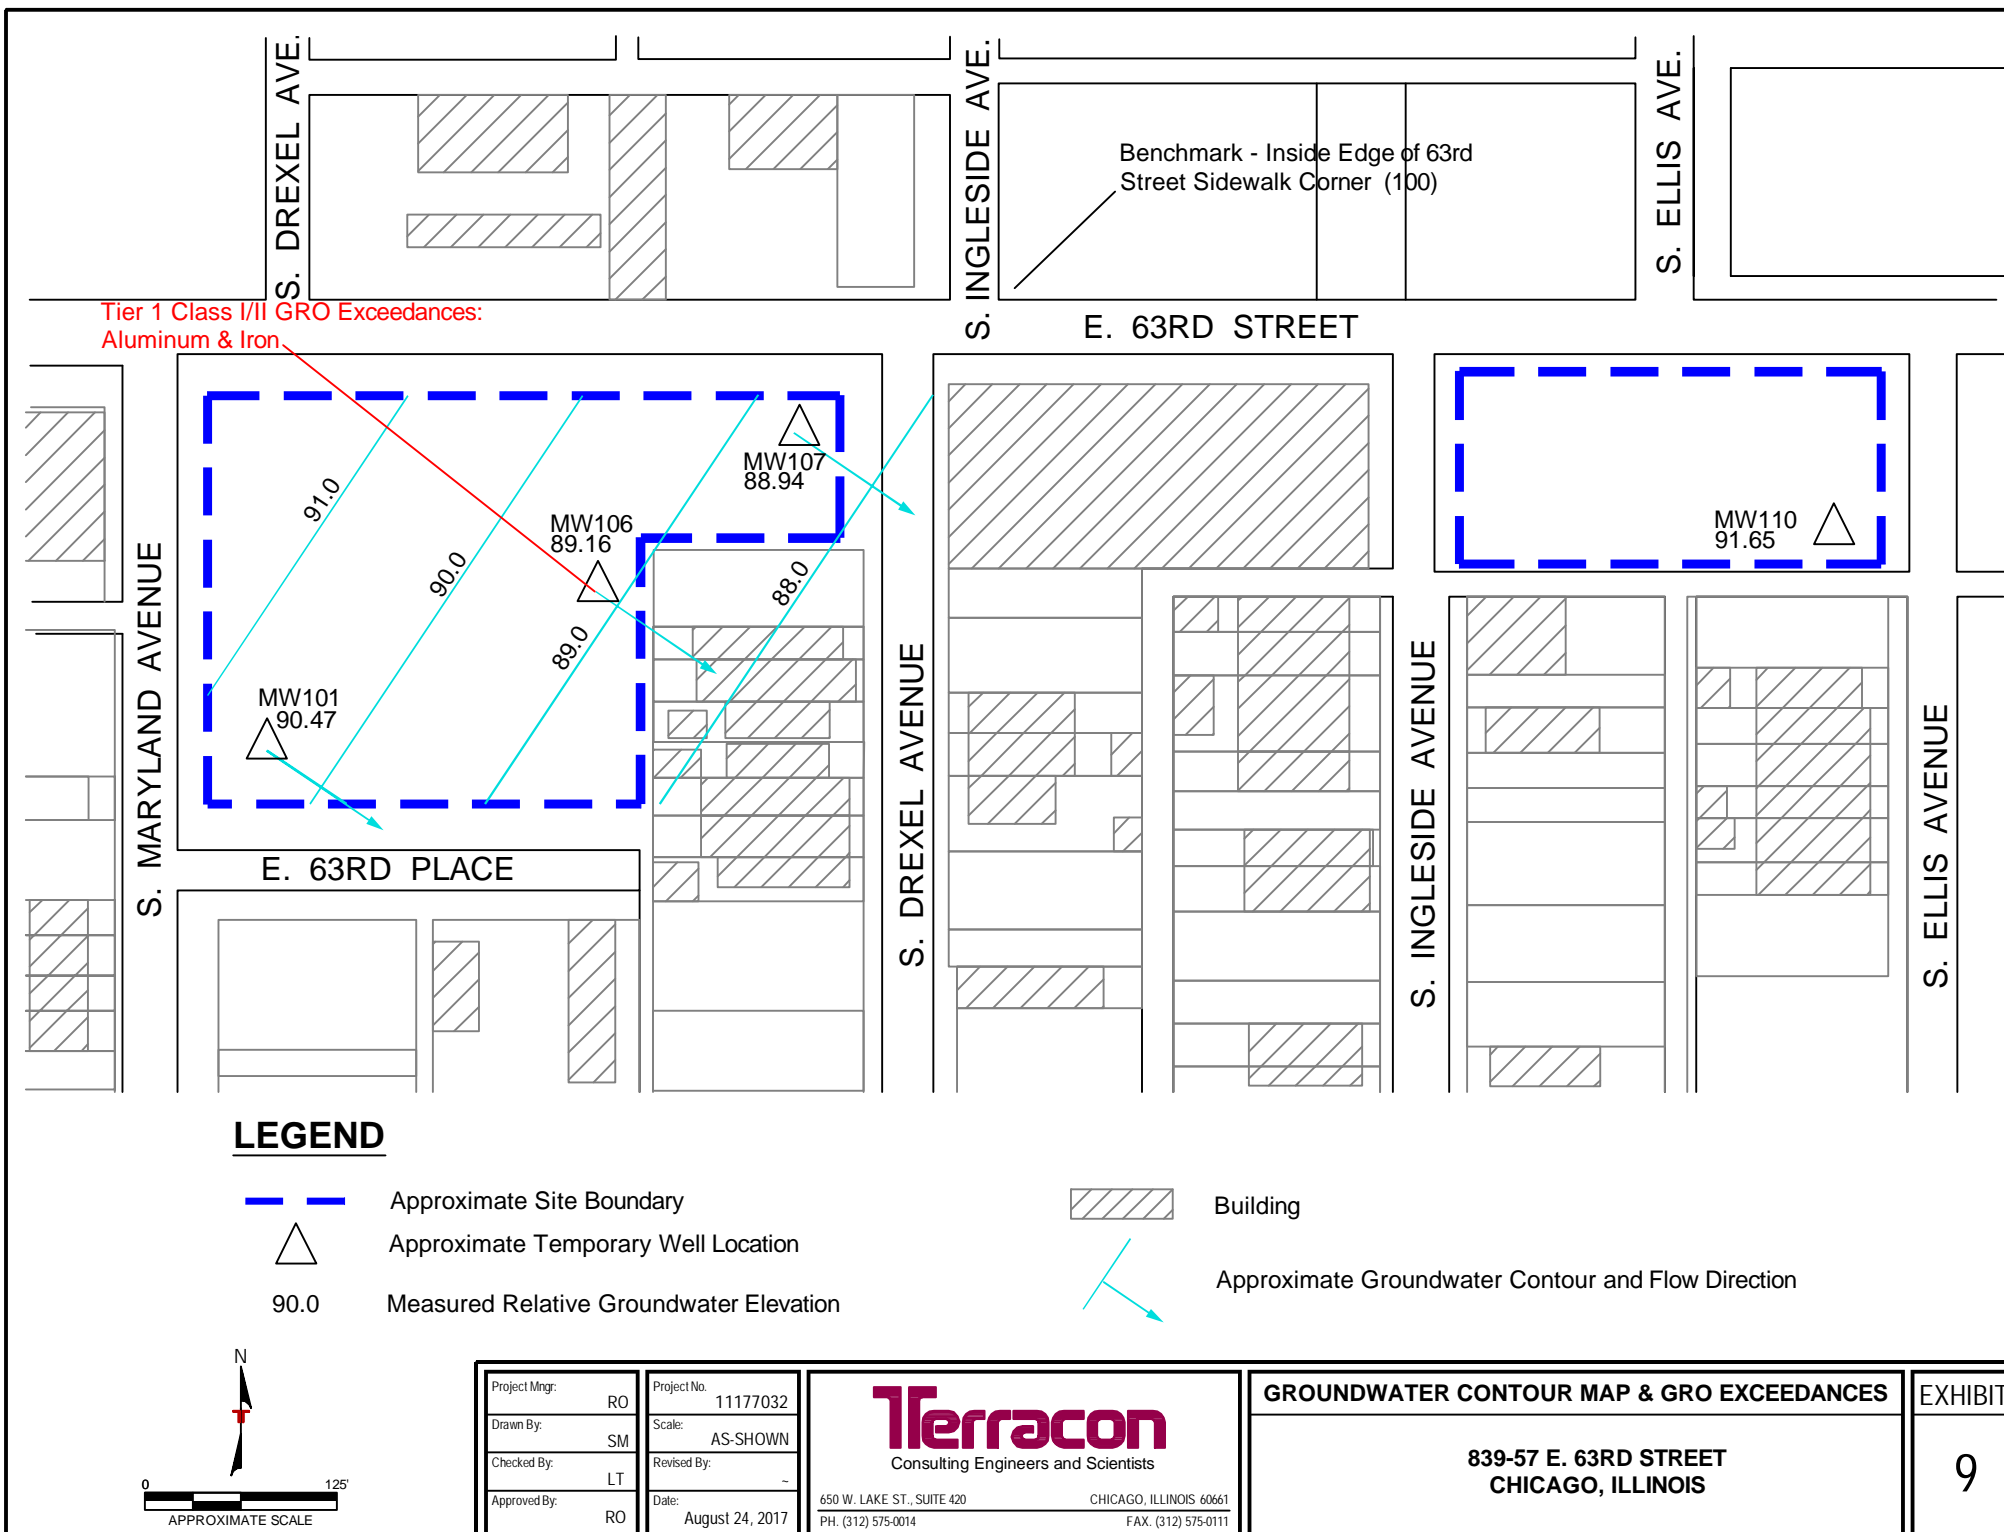 S. DREXEL AVE.
S. INGLESIDE AVE.
S. ELLIS AVE.
Benchmark - Inside Edge of 63rd
Street Sidewalk Corner (100)
Tier 1 Class I/II GRO Exceedances:
Aluminum & Iron
E. 63RD STREET
91.0
90.0
89.0
88.0
MW107
88.94
MW106
89.16
MW101
90.47
MW110
91.65
S. MARYLAND AVENUE
E. 63RD PLACE
S. DREXEL AVENUE
S. INGLESIDE AVENUE
S. ELLIS AVENUE
LEGEND
Approximate Site Boundary
Approximate Temporary Well Location
90.0 Measured Relative Groundwater Elevation
Building
Approximate Groundwater Contour and Flow Direction
N
0 125'
APPROXIMATE SCALE
Project Mngr: RO
Drawn By: SM
Checked By: LT
Approved By: RO
Project No. 11177032
Scale: AS-SHOWN
Revised By: ~
Date: August 24, 2017
Terracon
Consulting Engineers and Scientists
650 W. LAKE ST., SUITE 420 CHICAGO, ILLINOIS 60661
PH. (312) 575-0014 FAX. (312) 575-0111
GROUNDWATER CONTOUR MAP & GRO EXCEEDANCES
839-57 E. 63RD STREET
CHICAGO, ILLINOIS
EXHIBIT
9